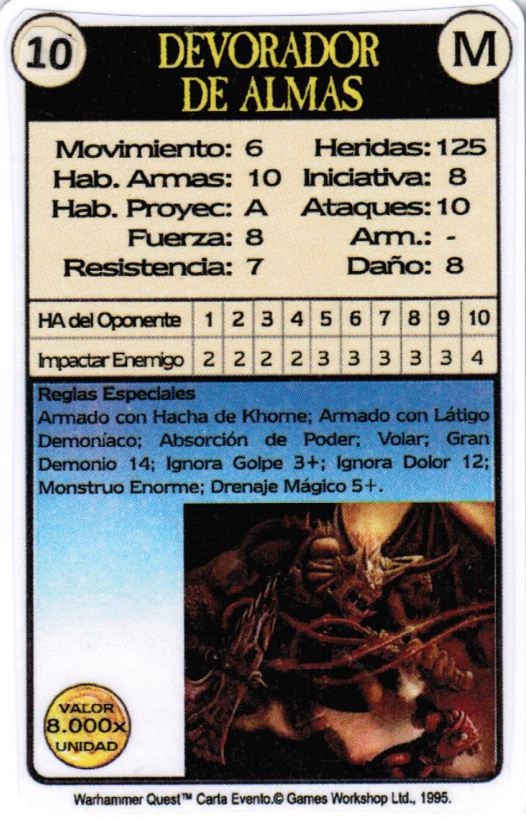 10
DEVORADOR
DE ALMAS
M
Movimiento: 6 Heridas: 125
Hab. Armas: 10 Iniciativa: 8
Hab. Proyec: A Ataques: 10
Fuerza: 8 Arm.: -
Resistencia: 7 Daño: 8
HA del Oponente 1 2 3 4 5 6 7 8 9 10
Impactar Enemigo 2 2 2 2 3 3 3 3 3 4
Reglas Especiales
Armado con Hacha de Khorne; Armado con Látigo
Demoníaco; Absorción de Poder; Volar; Gran
Demonio 14; Ignora Golpe 3+; Ignora Dolor 12;
Monstruo Enorme; Drenaje Mágico 5+.
VALOR
8.000x
UNIDAD
Warhammer Quest™ Carta Evento.© Games Workshop Ltd., 1995.